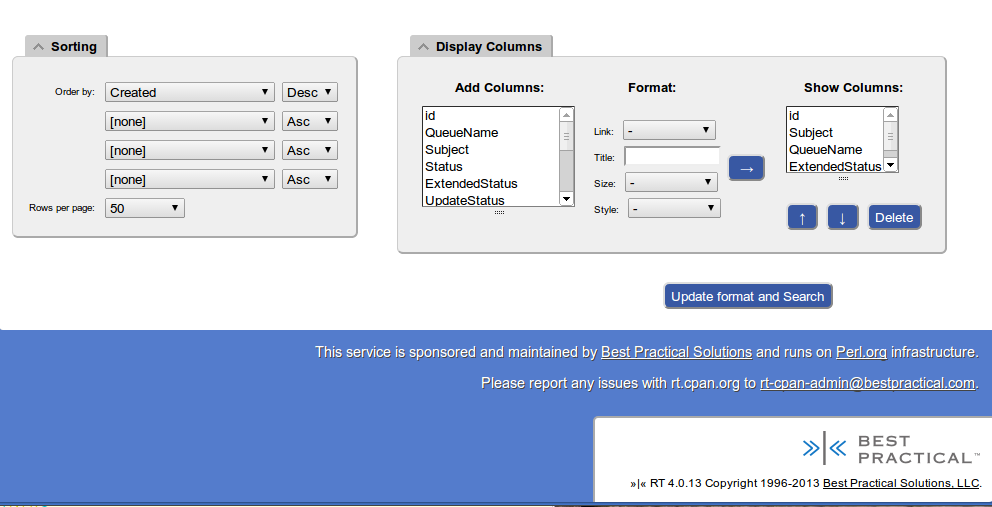 Sorting
Order by: Created Desc
[none] Asc
[none] Asc
[none] Asc
Rows per page: 50
Display Columns
Add Columns:
id
QueueName
Subject
Status
ExtendedStatus
UpdateStatus
Format:
Link: -
Title:
Size: -
Style: -
→
Show Columns:
id
Subject
QueueName
ExtendedStatus
↑ ↓ Delete
Update format and Search
This service is sponsored and maintained by Best Practical Solutions and runs on Perl.org infrastructure.
Please report any issues with rt.cpan.org to rt-cpan-admin@bestpractical.com.
BEST
PRACTICAL™
»|« RT 4.0.13 Copyright 1996-2013 Best Practical Solutions, LLC.